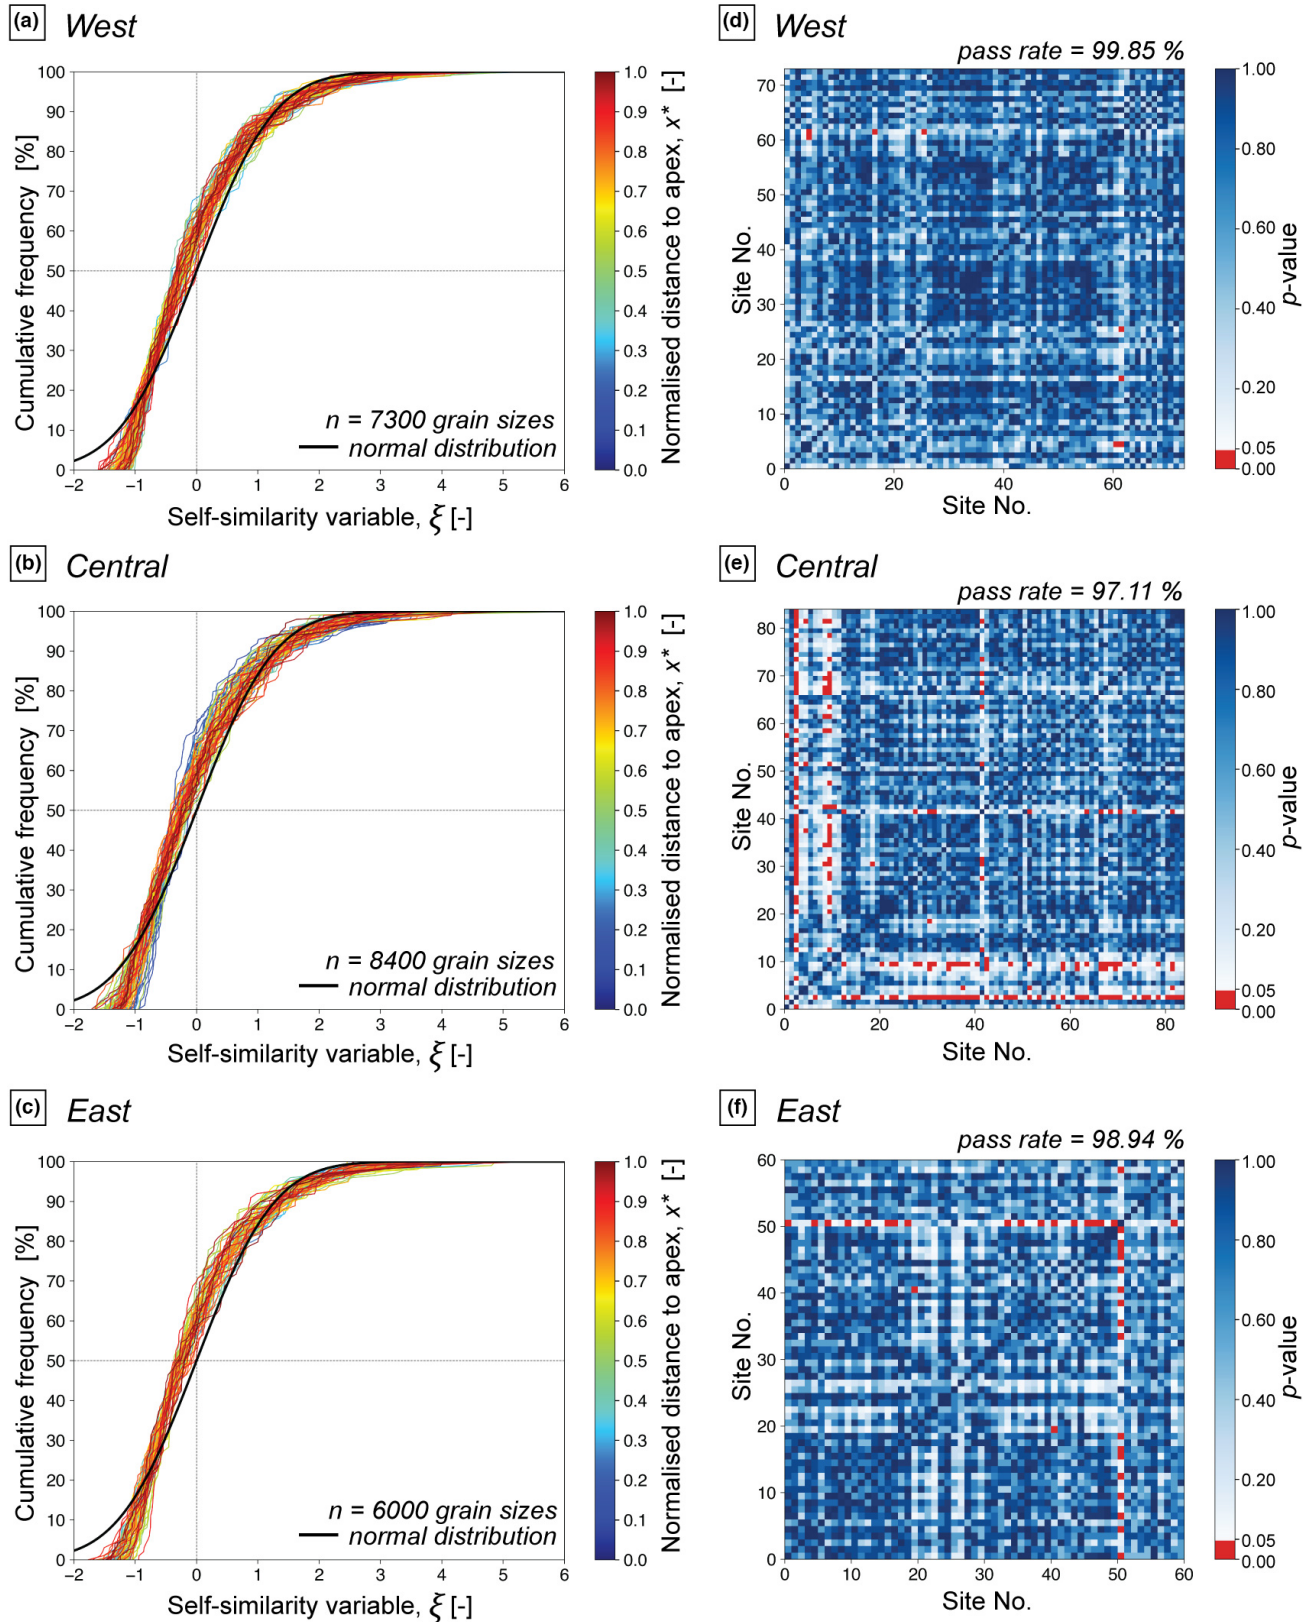 (a) West
100
90
80
70
60
50
40
30
20
10
0
Cumulative frequency [%]
−2 −1 0 1 2 3 4 5 6
Self-similarity variable, ξ [-]
n = 7300 grain sizes
normal distribution
1.0
0.9
0.8
0.7
0.6
0.5
0.4
0.3
0.2
0.1
0.0
Normalised distance to apex, x* [-]
(d) West
pass rate = 99.85 %
70
60
50
40
30
20
10
0
Site No.
0 20 40 60
Site No.
1.00
0.80
0.60
0.40
0.20
0.05
0.00
p-value
(b) Central
100
90
80
70
60
50
40
30
20
10
0
Cumulative frequency [%]
−2 −1 0 1 2 3 4 5 6
Self-similarity variable, ξ [-]
n = 8400 grain sizes
normal distribution
1.0
0.9
0.8
0.7
0.6
0.5
0.4
0.3
0.2
0.1
0.0
Normalised distance to apex, x* [-]
(e) Central
pass rate = 97.11 %
80
70
60
50
40
30
20
10
0
Site No.
0 20 40 60 80
Site No.
1.00
0.80
0.60
0.40
0.20
0.05
0.00
p-value
(c) East
100
90
80
70
60
50
40
30
20
10
0
Cumulative frequency [%]
−2 −1 0 1 2 3 4 5 6
Self-similarity variable, ξ [-]
n = 6000 grain sizes
normal distribution
1.0
0.9
0.8
0.7
0.6
0.5
0.4
0.3
0.2
0.1
0.0
Normalised distance to apex, x* [-]
(f) East
pass rate = 98.94 %
60
50
40
30
20
10
0
Site No.
0 10 20 30 40 50 60
Site No.
1.00
0.80
0.60
0.40
0.20
0.05
0.00
p-value